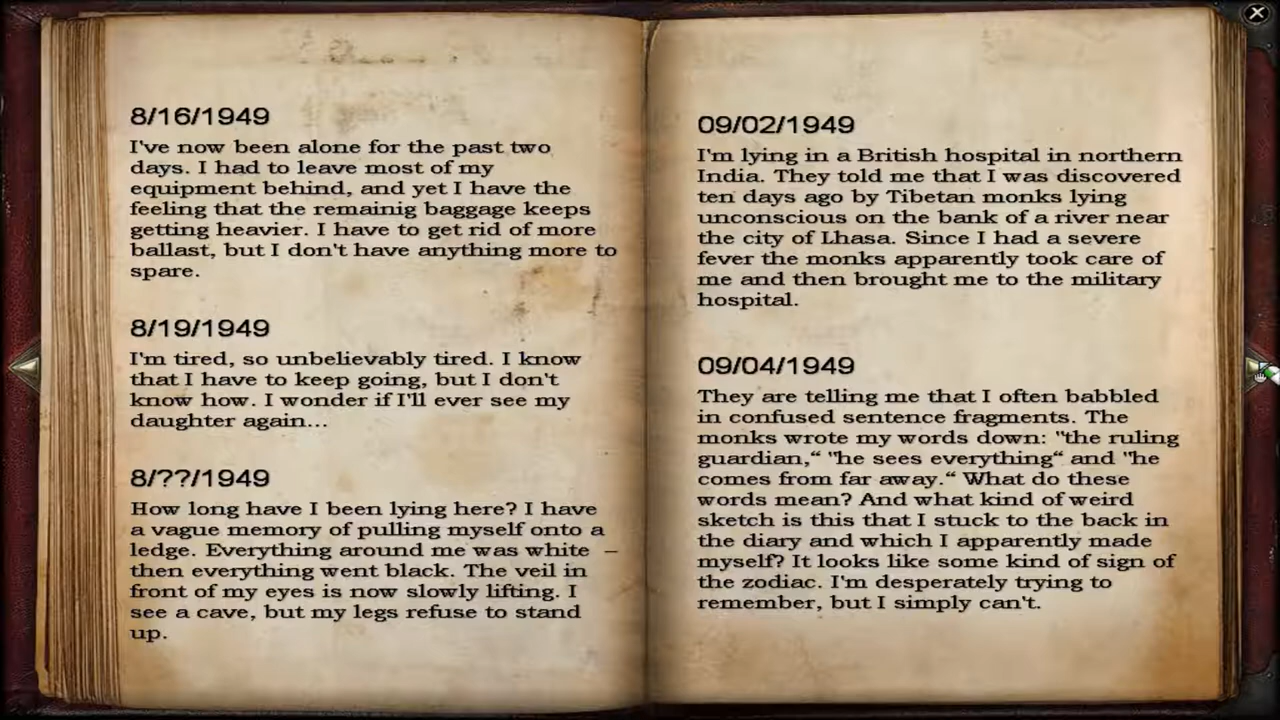 8/16/1949
I've now been alone for the past two
days. I had to leave most of my
equipment behind, and yet I have the
feeling that the remainig baggage keeps
getting heavier. I have to get rid of more
ballast, but I don't have anything more to
spare.
8/19/1949
I'm tired, so unbelievably tired. I know
that I have to keep going, but I don't
know how. I wonder if I'll ever see my
daughter again...
8/??/1949
How long have I been lying here? I have
a vague memory of pulling myself onto a
ledge. Everything around me was white –
then everything went black. The veil in
front of my eyes is now slowly lifting. I
see a cave, but my legs refuse to stand
up.
09/02/1949
I'm lying in a British hospital in northern
India. They told me that I was discovered
ten days ago by Tibetan monks lying
unconscious on the bank of a river near
the city of Lhasa. Since I had a severe
fever the monks apparently took care of
me and then brought me to the military
hospital.
09/04/1949
They are telling me that I often babbled
in confused sentence fragments. The
monks wrote my words down: "the ruling
guardian,“ "he sees everything“ and "he
comes from far away.“ What do these
words mean? And what kind of weird
sketch is this that I stuck to the back in
the diary and which I apparently made
myself? It looks like some kind of sign of
the zodiac. I'm desperately trying to
remember, but I simply can't.